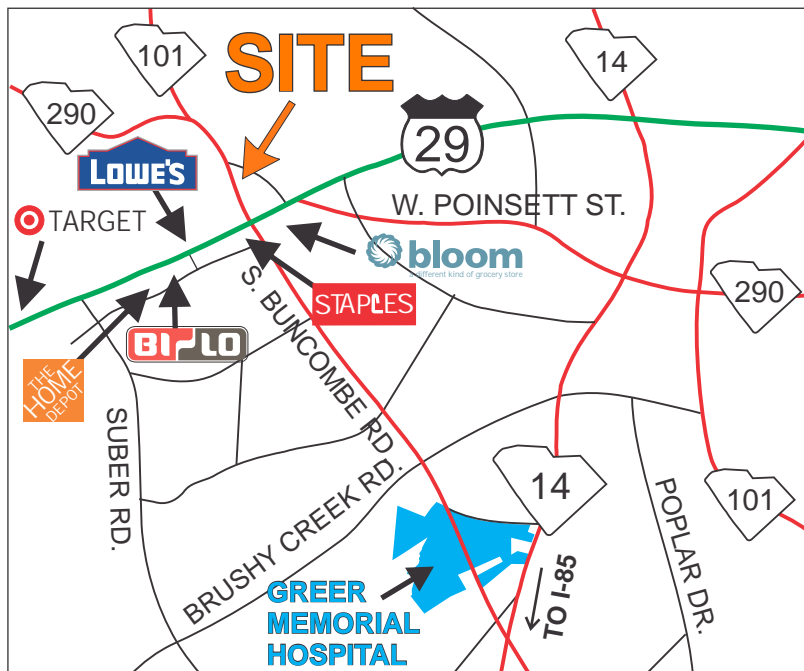 101
SITE
14
290
29
LOWE'S
TARGET
W. POINSETT ST.
bloom
a different kind of grocery store
STAPLES
290
S. BUNCOMBE RD.
BI-LO
THE
HOME
DEPOT
SUBER RD.
BRUSHY CREEK RD.
14
101
POPLAR DR.
TO I-85
GREER
MEMORIAL
HOSPITAL